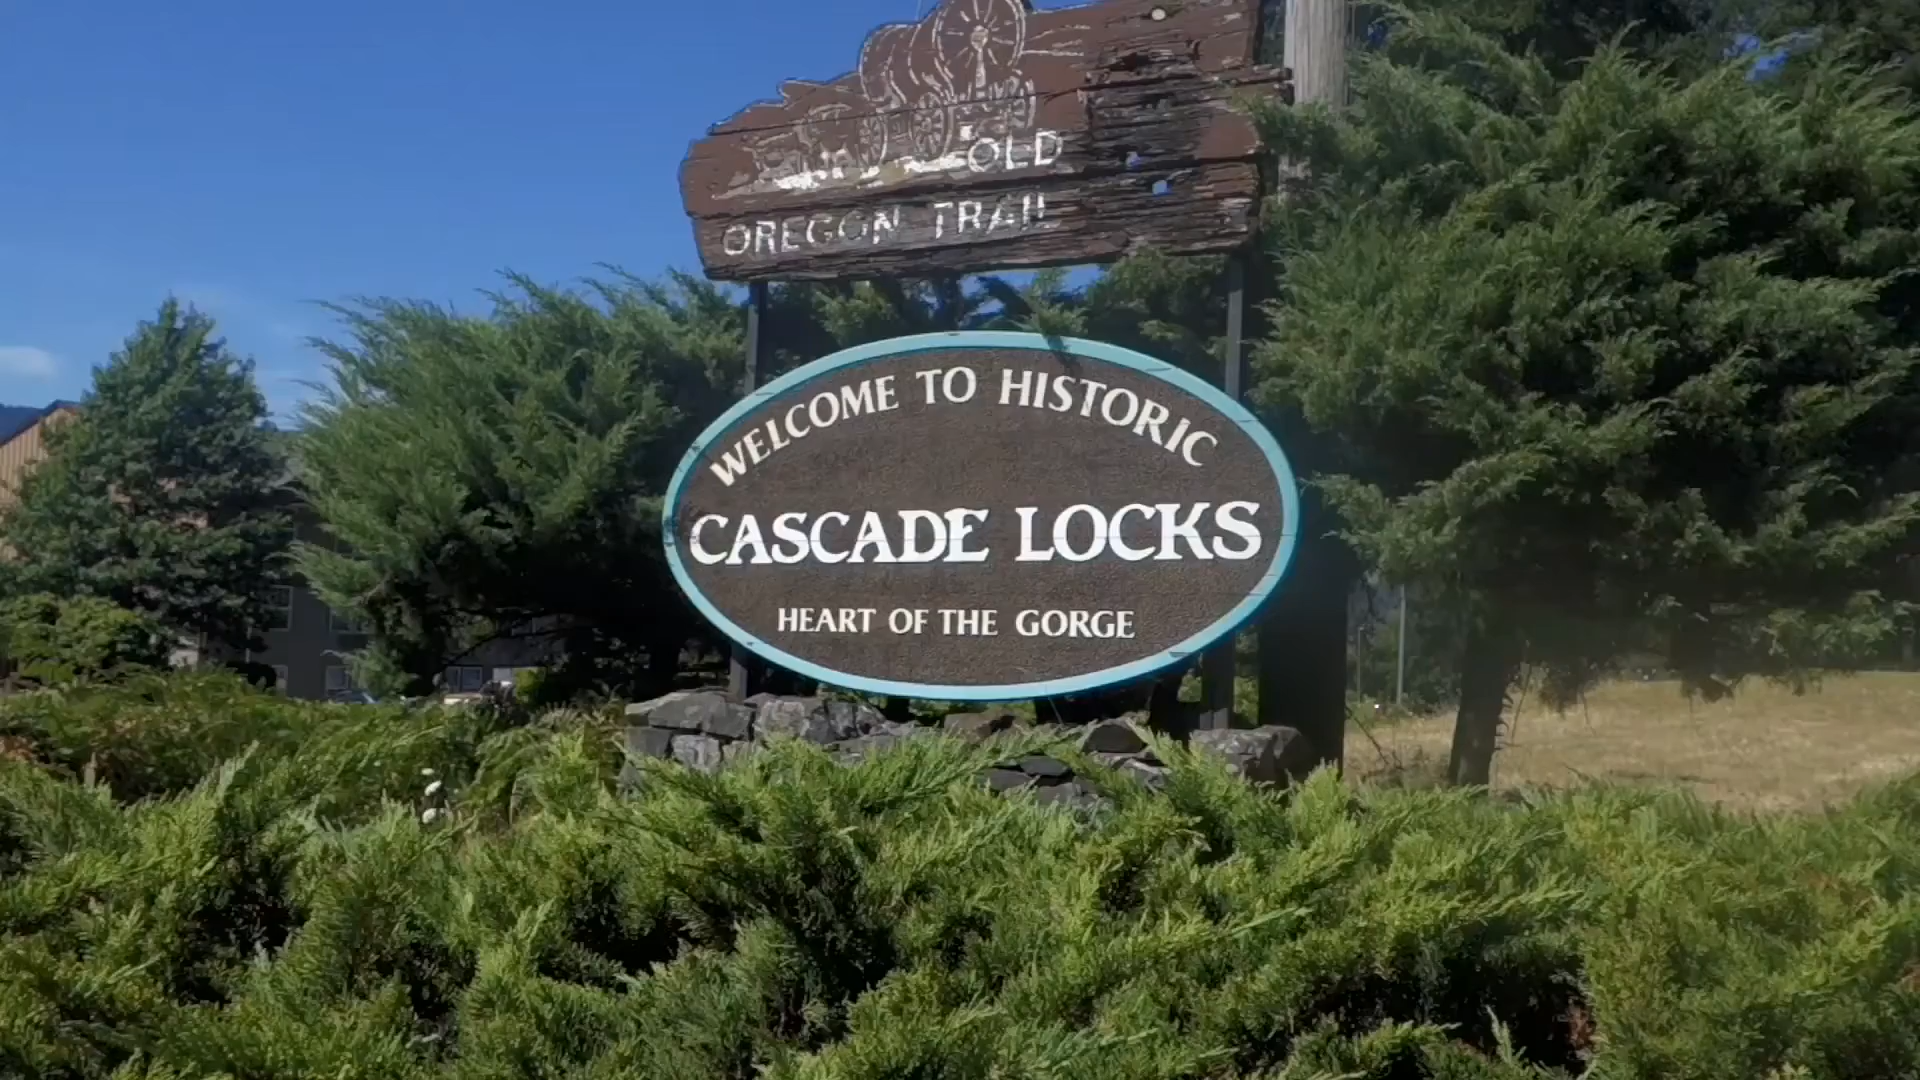 OLD
OREGON TRAIL
WELCOME TO HISTORIC
CASCADE LOCKS
HEART OF THE GORGE